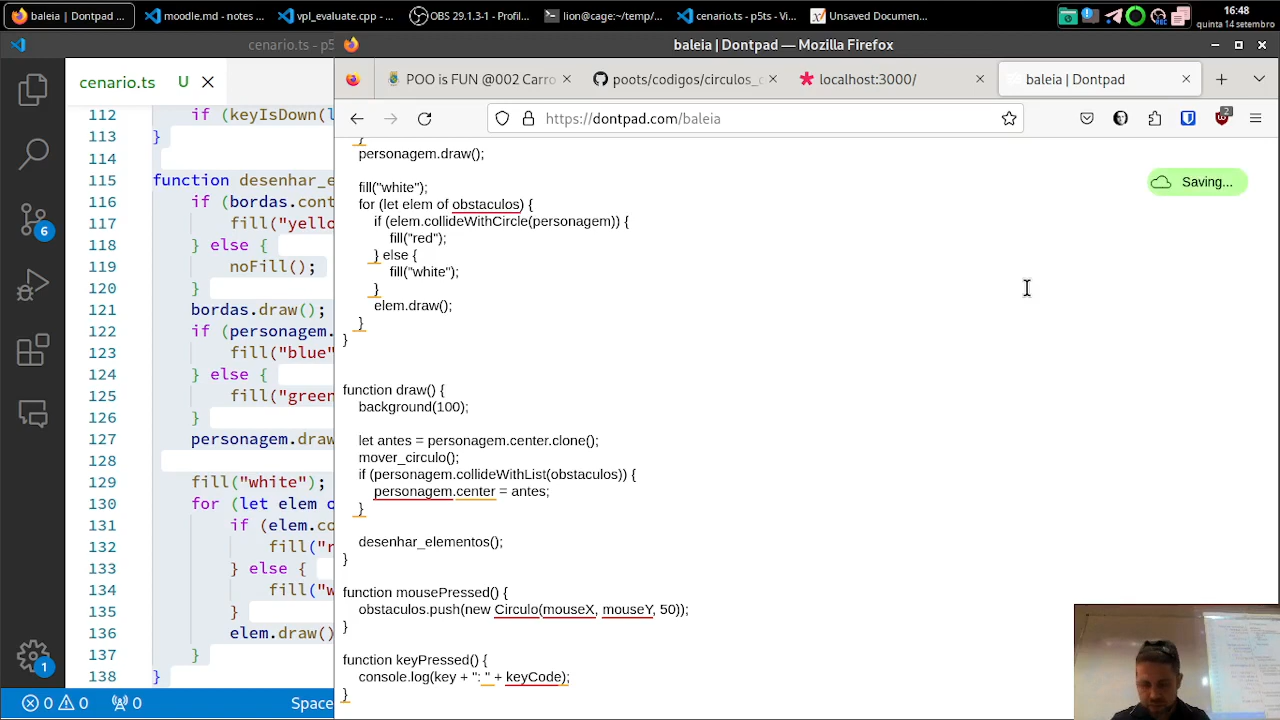 baleia | Dontpad — Mozilla Firefox (1...
moodle.md - notes ...
vpl_evaluate.cpp - ...
OBS 29.1.3-1 - Profil...
lion@cage:~/temp/...
cenario.ts - p5ts - Vi...
Unsaved Documen...
16:48
quinta 14 setembro
cenario.ts - p5
baleia | Dontpad — Mozilla Firefox
cenario.ts U
POO is FUN @002 Carro
poots/codigos/circulos_c
localhost:3000/
baleia | Dontpad
https://dontpad.com/baleia
2
Saving...
112 if (keyIsDown(l
113 }
114
115 function desenhar_e
116 if (bordas.cont
117 fill("yello
118 } else {
119 noFill();
120 }
121 bordas.draw();
122 if (personagem.
123 fill("blue"
124 } else {
125 fill("green
126 }
127 personagem.draw
128
129 fill("white");
130 for (let elem o
131 if (elem.co
132 fill("r
133 } else {
134 fill("w
135 }
136 elem.draw()
137 }
138 }
6
1
0 0 0 Space
}
personagem.draw();
fill("white");
for (let elem of obstaculos) {
if (elem.collideWithCircle(personagem)) {
fill("red");
} else {
fill("white");
}
elem.draw();
}
}
function draw() {
background(100);
let antes = personagem.center.clone();
mover_circulo();
if (personagem.collideWithList(obstaculos)) {
personagem.center = antes;
}
desenhar_elementos();
}
function mousePressed() {
obstaculos.push(new Circulo(mouseX, mouseY, 50));
}
function keyPressed() {
console.log(key + ": " + keyCode);
}